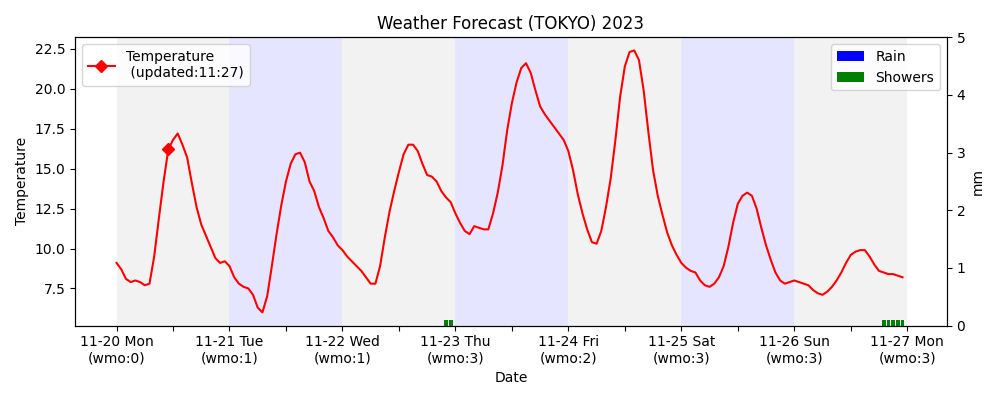 Weather Forecast (TOKYO) 2023
Temperature
(updated:11:27)
Rain
Showers
Temperature
22.5
20.0
17.5
15.0
12.5
10.0
7.5
5
4
3
2
1
0
mm
11-20 Mon
(wmo:0)
11-21 Tue
(wmo:1)
11-22 Wed
(wmo:1)
11-23 Thu
(wmo:3)
11-24 Fri
(wmo:2)
11-25 Sat
(wmo:3)
11-26 Sun
(wmo:3)
11-27 Mon
(wmo:3)
Date